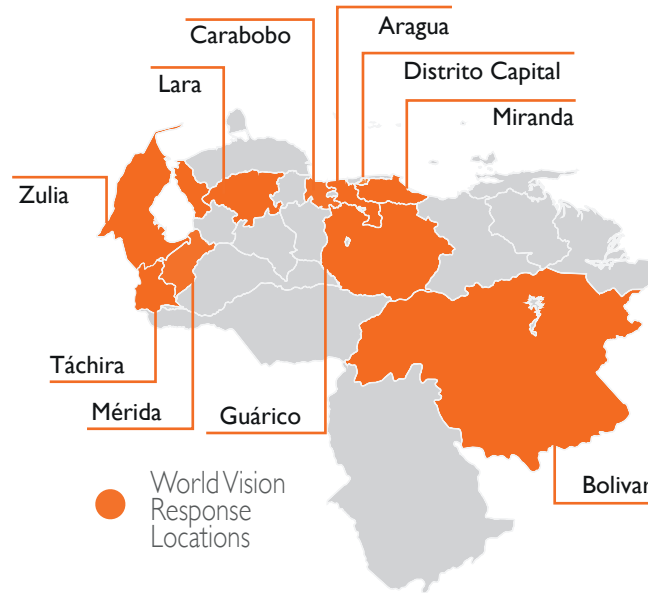 Aragua
Carabobo
Distrito Capital
Lara
Miranda
Zulia
Táchira
Mérida
Guárico
Bolivar
World Vision
Response
Locations